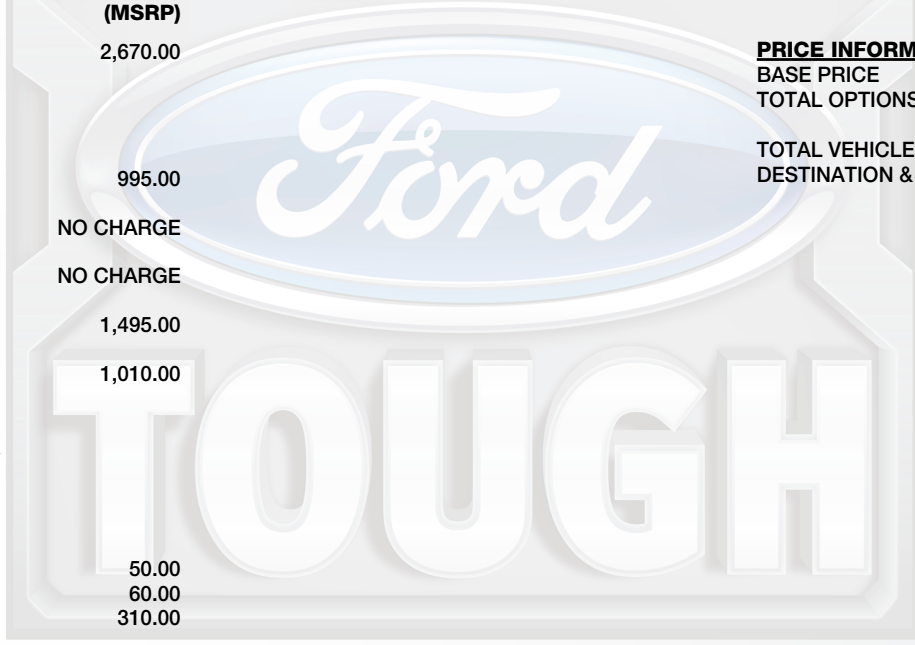 (MSRP)
2,670.00
995.00
NO CHARGE
NO CHARGE
1,495.00
1,010.00
50.00
60.00
310.00
PRICE INFORM
BASE PRICE
TOTAL OPTIONS
TOTAL VEHICLE
DESTINATION &
Ford
TOUGH